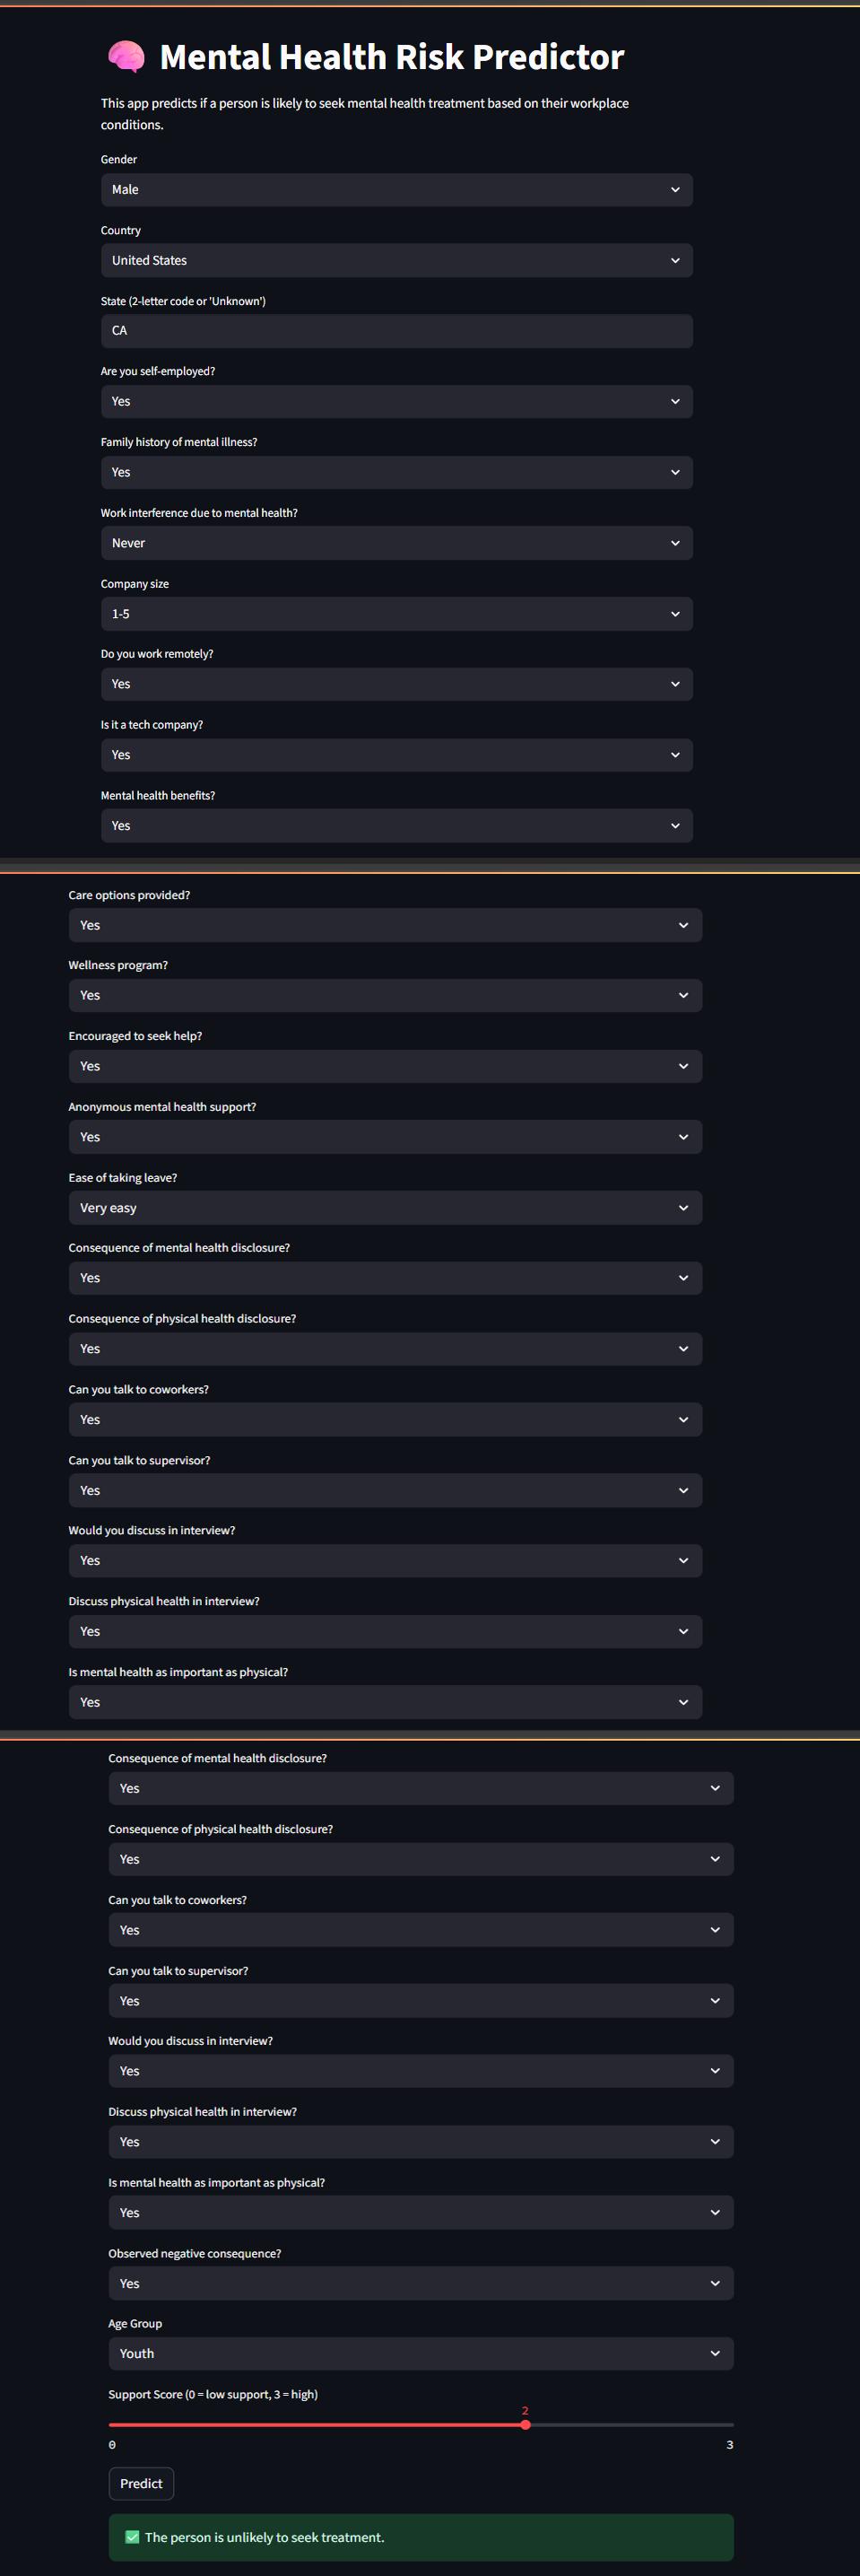 🧠 Mental Health Risk Predictor
This app predicts if a person is likely to seek mental health treatment based on their workplace
conditions.
Gender
Male
Country
United States
State (2-letter code or 'Unknown')
CA
Are you self-employed?
Yes
Family history of mental illness?
Yes
Work interference due to mental health?
Never
Company size
1-5
Do you work remotely?
Yes
Is it a tech company?
Yes
Mental health benefits?
Yes
Care options provided?
Yes
Wellness program?
Yes
Encouraged to seek help?
Yes
Anonymous mental health support?
Yes
Ease of taking leave?
Very easy
Consequence of mental health disclosure?
Yes
Consequence of physical health disclosure?
Yes
Can you talk to coworkers?
Yes
Can you talk to supervisor?
Yes
Would you discuss in interview?
Yes
Discuss physical health in interview?
Yes
Is mental health as important as physical?
Yes
Consequence of mental health disclosure?
Yes
Consequence of physical health disclosure?
Yes
Can you talk to coworkers?
Yes
Can you talk to supervisor?
Yes
Would you discuss in interview?
Yes
Discuss physical health in interview?
Yes
Is mental health as important as physical?
Yes
Observed negative consequence?
Yes
Age Group
Youth
Support Score (0 = low support, 3 = high)
2
0 3
Predict
✅ The person is unlikely to seek treatment.